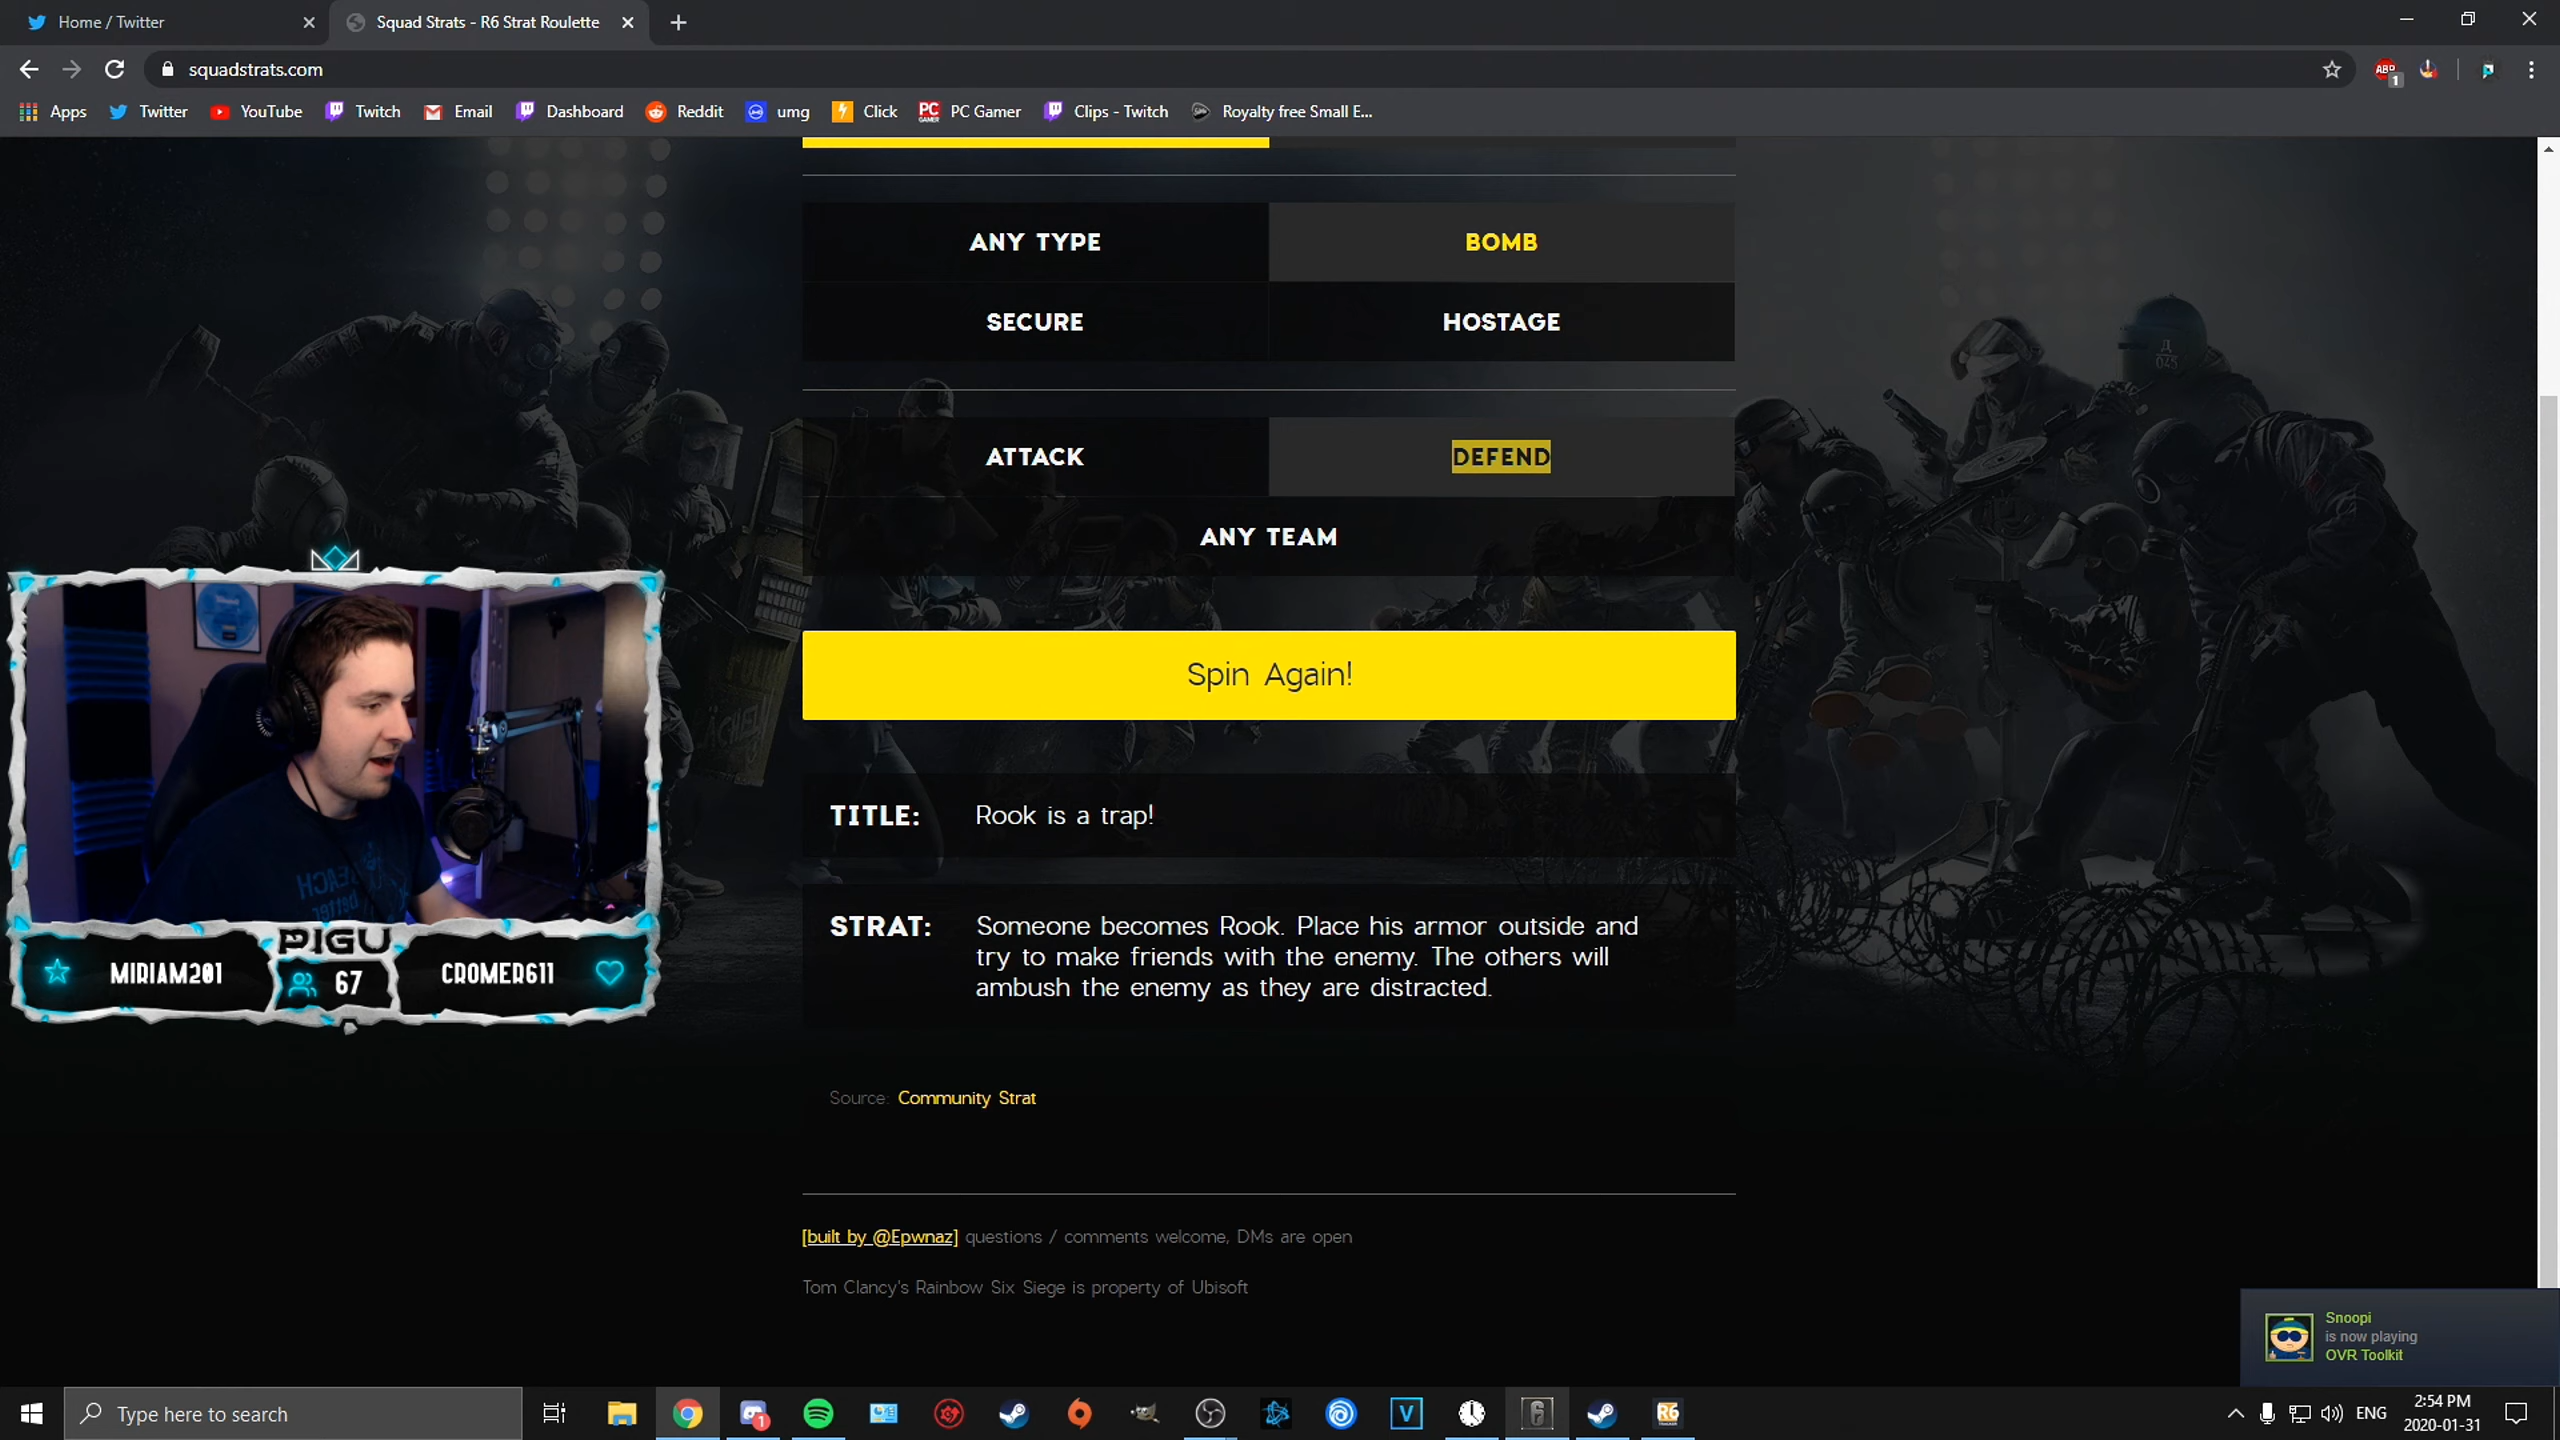 Home / Twitter
Squad Strats - R6 Strat Roulette
squadstrats.com
ABP
1
Apps
Twitter
YouTube
Twitch
Email
Dashboard
Reddit
umg
Click
PC Gamer
Clips - Twitch
Royalty free Small E...
ANY TYPE
BOMB
SECURE
HOSTAGE
ATTACK
DEFEND
ANY TEAM
Spin Again!
TITLE: Rook is a trap!
STRAT: Someone becomes Rook. Place his armor outside and
try to make friends with the enemy. The others will
ambush the enemy as they are distracted.
Source: Community Strat
[built by @Epwnaz] questions / comments welcome, DMs are open
Tom Clancy's Rainbow Six Siege is property of Ubisoft
PIGU
MIRIAM201
67
CROMER611
Snoopi
is now playing
OVR Toolkit
Type here to search
1
V
6
R6
ENG
2:54 PM
2020-01-31